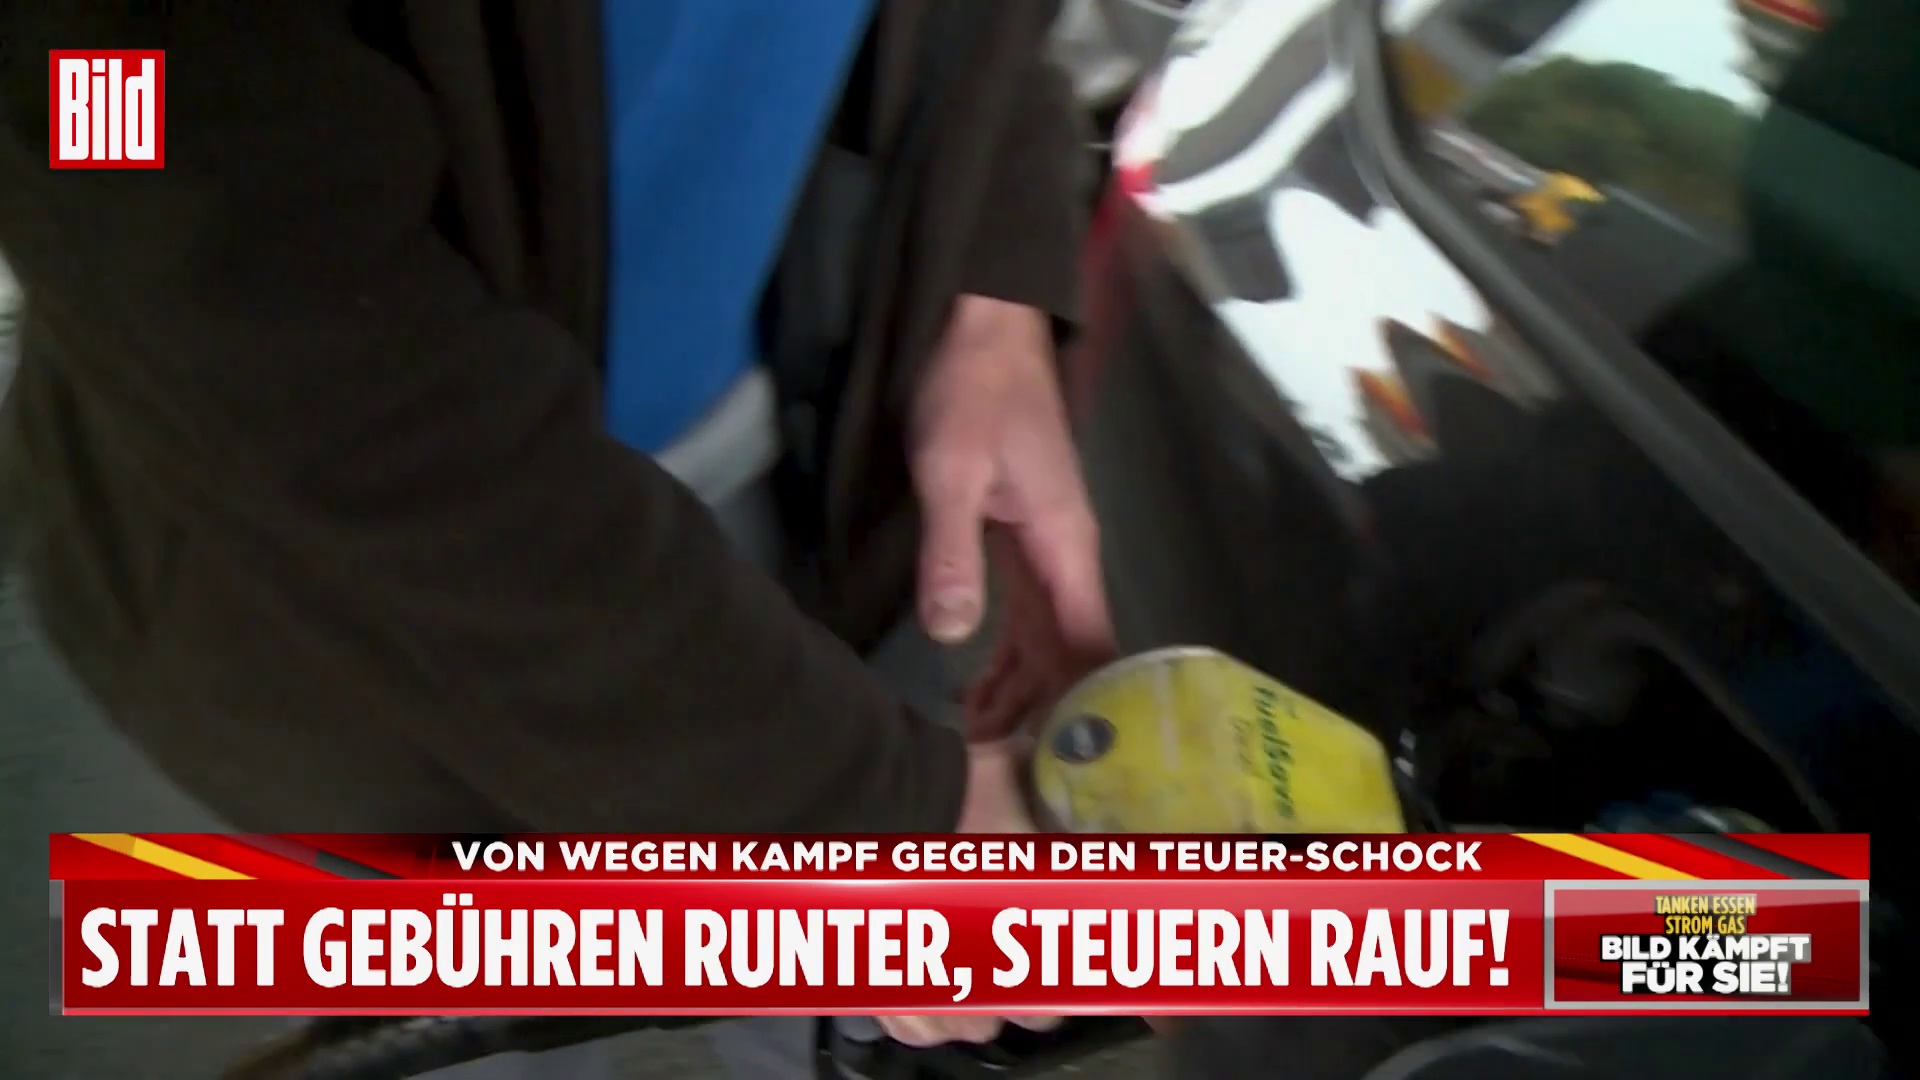 Bild
FuelSave
VON WEGEN KAMPF GEGEN DEN TEUER-SCHOCK
STATT GEBÜHREN RUNTER, STEUERN RAUF!
TANKEN ESSEN
STROM GAS
BILD KÄMPFT
FÜR SIE!